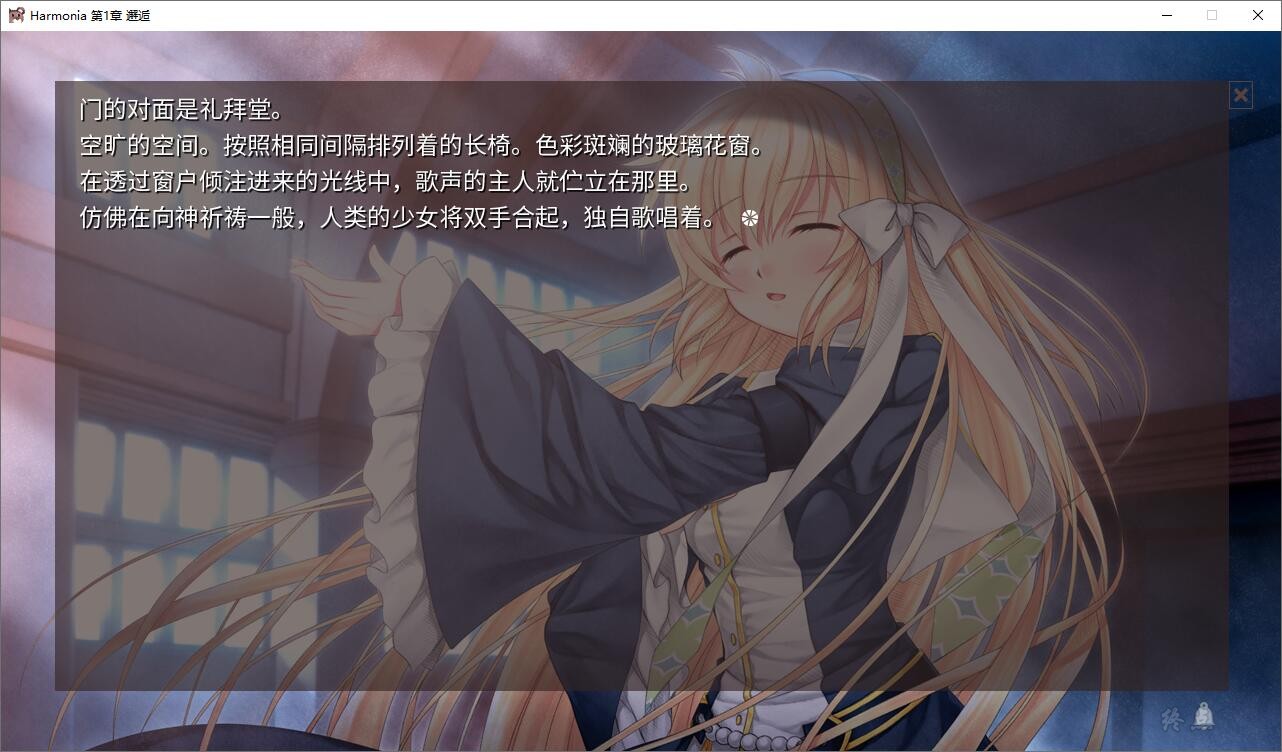 Harmonia 第1章 邂逅
门的对面是礼拜堂。
空旷的空间。按照相同间隔排列着的长椅。色彩斑斓的玻璃花窗。
在透过窗户倾注进来的光线中，歌声的主人就伫立在那里。
仿佛在向神祈祷一般，人类的少女将双手合起，独自歌唱着。